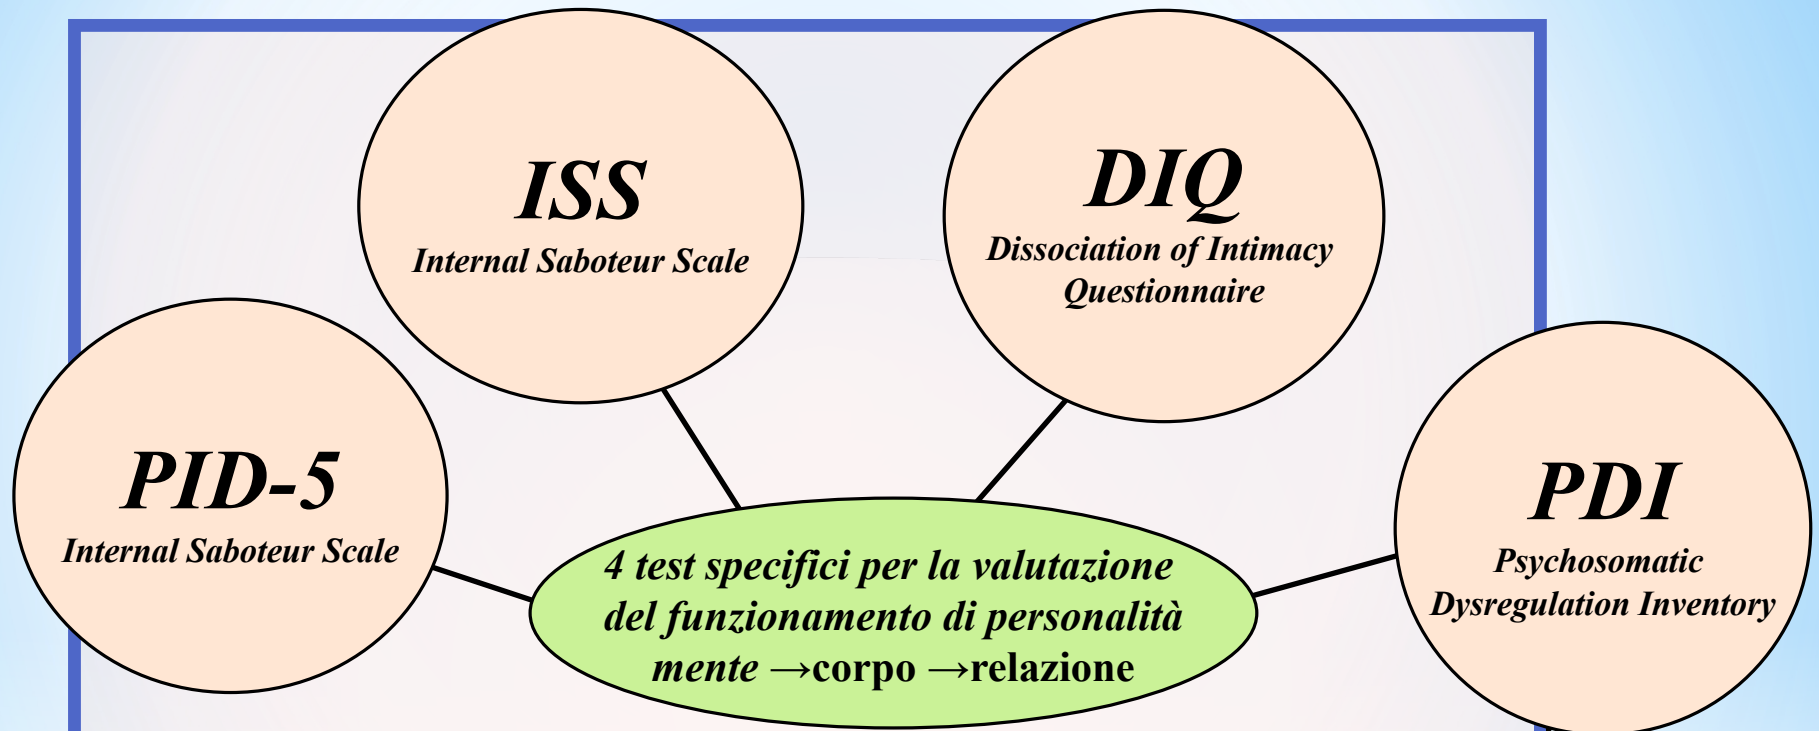 ISS
Internal Saboteur Scale
DIQ
Dissociation of Intimacy
Questionnaire
PID-5
Internal Saboteur Scale
PDI
Psychosomatic
Dysregulation Inventory
4 test specifici per la valutazione
del funzionamento di personalità
mente →corpo →relazione